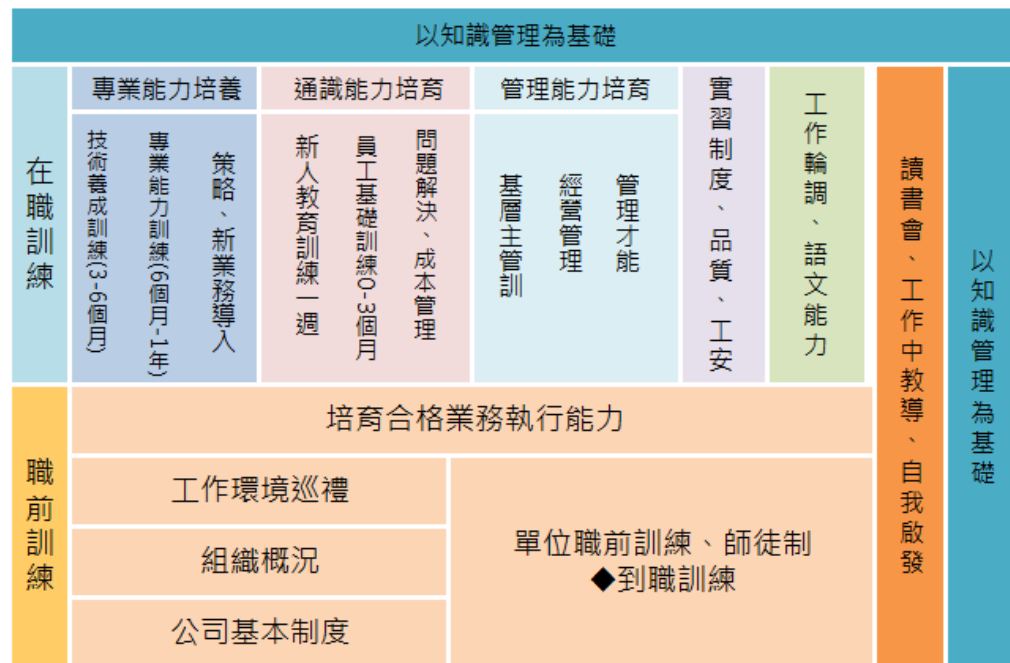 以知識管理為基礎
在職訓練
專業能力培養
技術養成訓練(3-6個月)
專業能力訓練(6個月-1年)
策略、新業務導入
通識能力培育
新人教育訓練一週
員工基礎訓練0-3個月
問題解決、成本管理
管理能力培育
基層主管訓
經營管理
管理才能
實習制度、品質、工安
工作輪調、語文能力
讀書會、工作中教導、自我啟發
以知識管理為基礎
職前訓練
培育合格業務執行能力
工作環境巡禮
組織概況
公司基本制度
單位職前訓練、師徒制
◆到職訓練